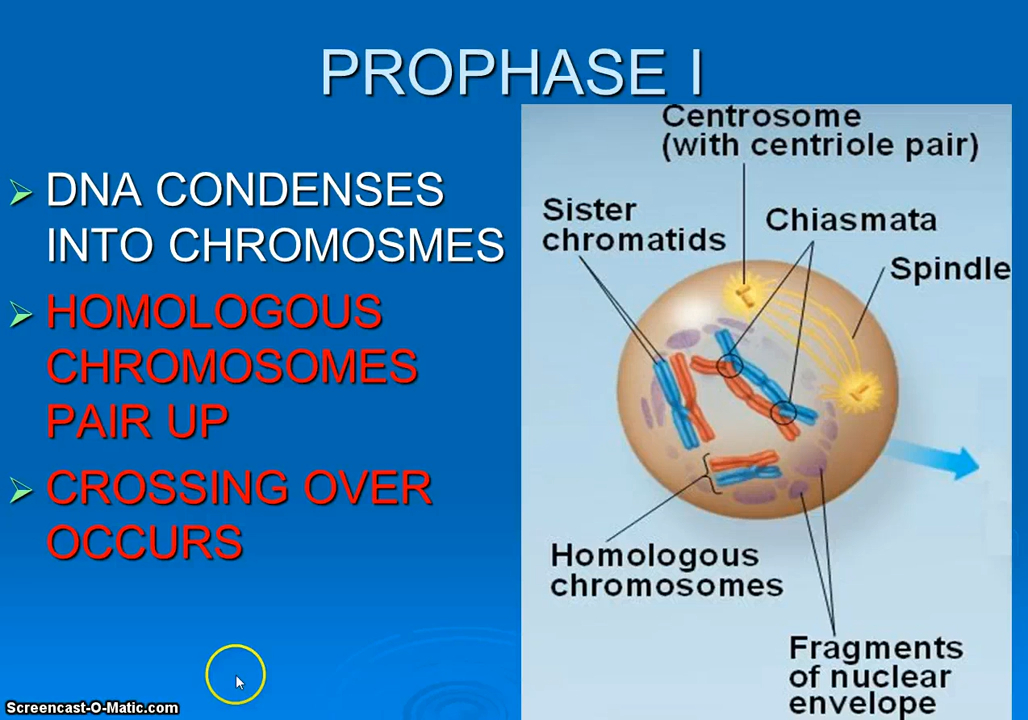 PROPHASE I
DNA CONDENSES
INTO CHROMOSMES
HOMOLOGOUS
CHROMOSOMES
PAIR UP
CROSSING OVER
OCCURS
Centrosome
(with centriole pair)
Sister
chromatids
Chiasmata
Spindle
Homologous
chromosomes
Fragments
of nuclear
envelope
Screencast-O-Matic.com